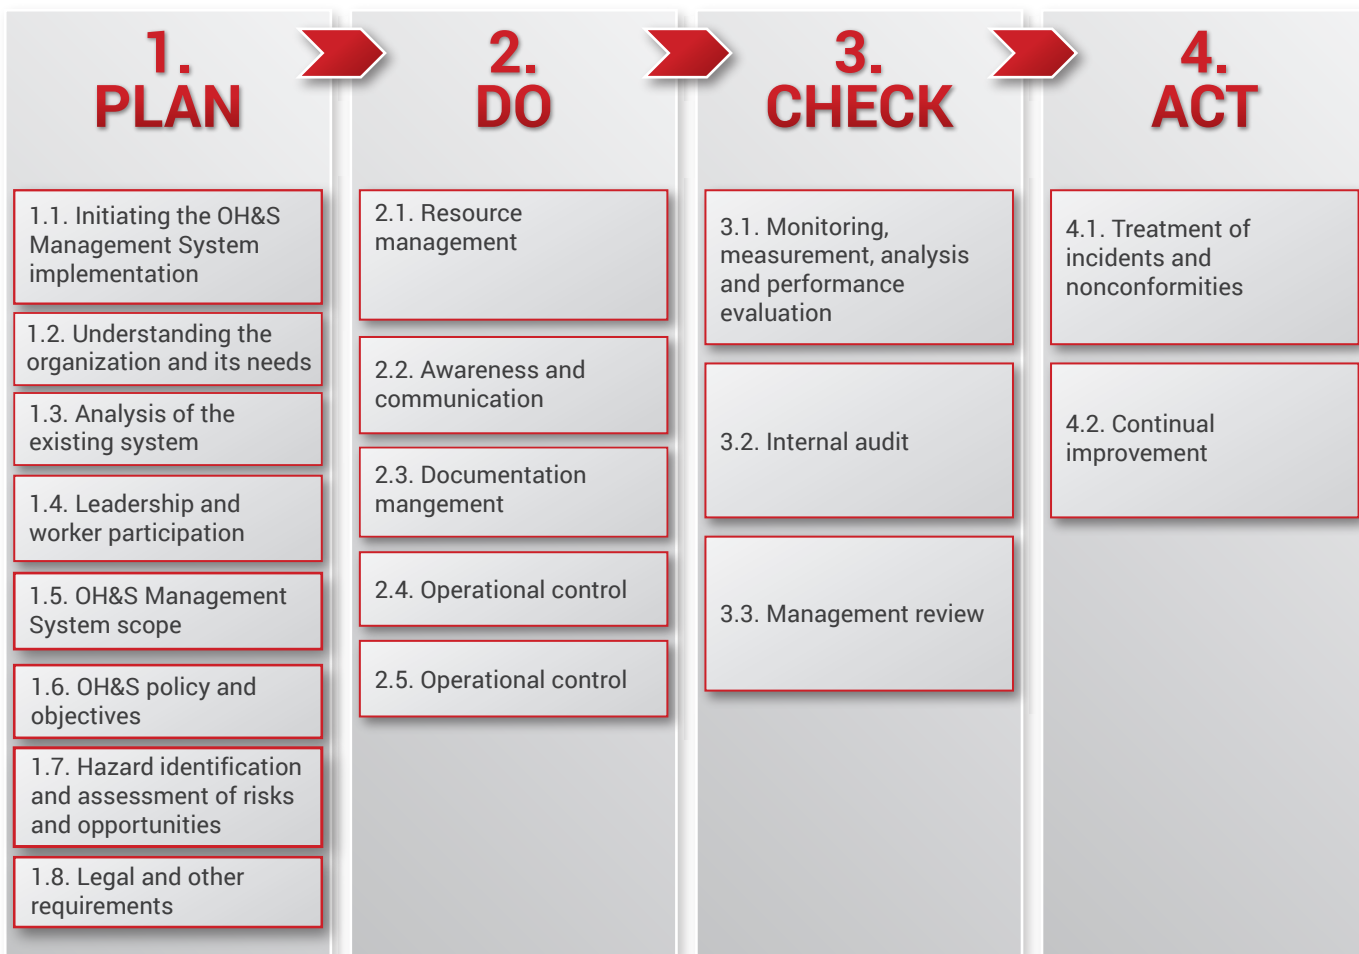 1.
PLAN
1.1. Initiating the OH&S
Management System
implementation
1.2. Understanding the
organization and its needs
1.3. Analysis of the
existing system
1.4. Leadership and
worker participation
1.5. OH&S Management
System scope
1.6. OH&S policy and
objectives
1.7. Hazard identification
and assessment of risks
and opportunities
1.8. Legal and other
requirements
2.
DO
2.1. Resource
management
2.2. Awareness and
communication
2.3. Documentation
mangement
2.4. Operational control
2.5. Operational control
3.
CHECK
3.1. Monitoring,
measurement, analysis
and performance
evaluation
3.2. Internal audit
3.3. Management review
4.
ACT
4.1. Treatment of
incidents and
nonconformities
4.2. Continual
improvement